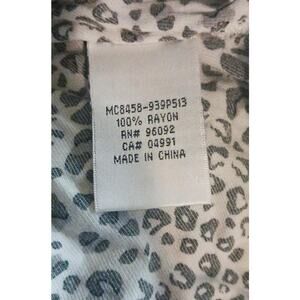 MC8458-939P513
100% RAYON
RN# 96092
CA# 04991
MADE IN CHINA